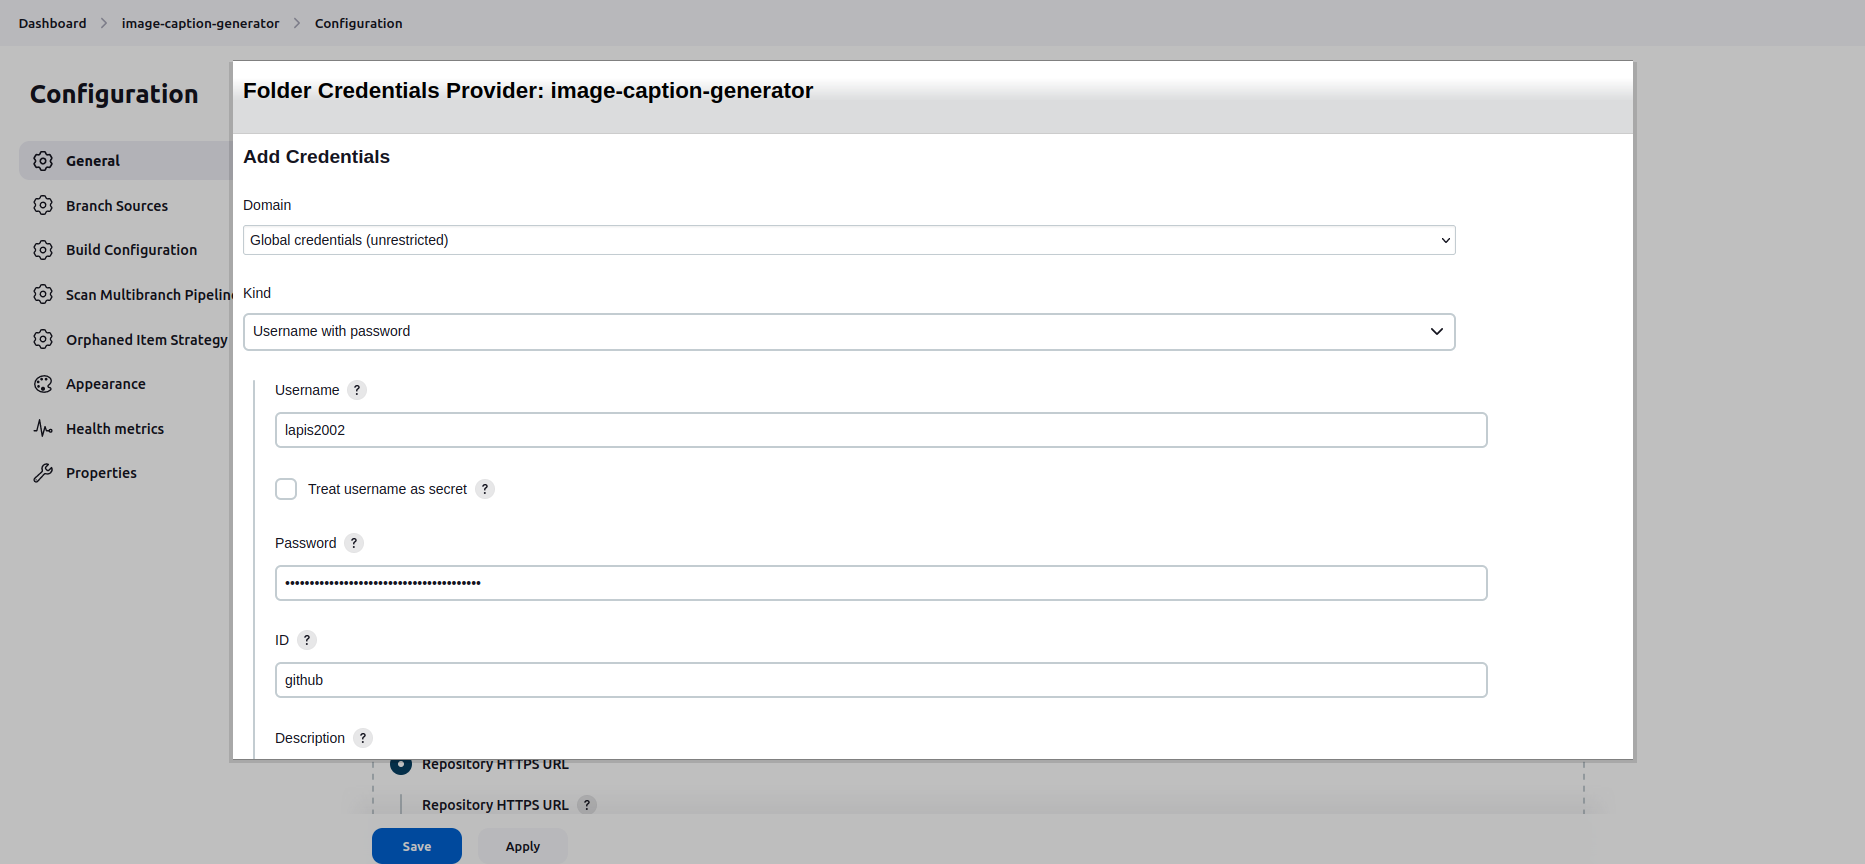 Dashboard > image-caption-generator > Configuration
Configuration
General
Branch Sources
Build Configuration
Scan Multibranch Pipeline
Orphaned Item Strategy
Appearance
Health metrics
Properties
Folder Credentials Provider: image-caption-generator
Add Credentials
Domain
Global credentials (unrestricted)
Kind
Username with password
Username ?
lapis2002
Treat username as secret ?
Password ?
••••••••••••••••••••••••••••••••••••••••
ID ?
github
Description ?
Repository HTTPS URL
Repository HTTPS URL ?
Save Apply